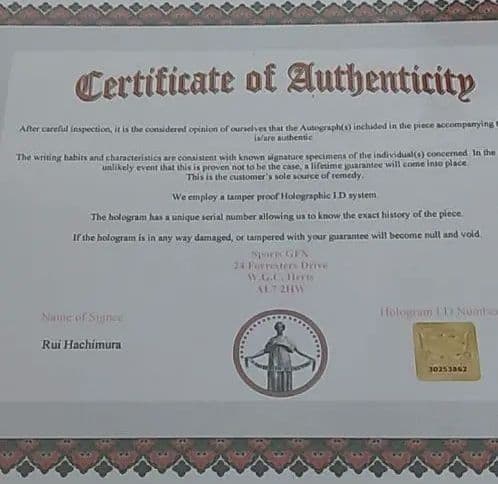 Certificate of Authenticity
After careful inspection, it is the considered opinion of ourselves that the Autograph(s) included in the piece accompanying
is/are authentic
The writing habits and characteristics are consistent with known signature specimens of the individual(s) concerned. In the
unlikely event that this is proven not to be the case, a lifetime guarantee will come into place.
This is the customer's sole source of remedy.
We employ a tamper proof Holographic I.D system.
The hologram has a unique serial number allowing us to know the exact history of the piece.
If the hologram is in any way damaged, or tampered with your guarantee will become null and void.
Sports GFX
24 Forresters Drive
W.G.C, Herts
AL7 2HW
Name of Signee
Hologram I.D Number
Rui Hachimura
30253862